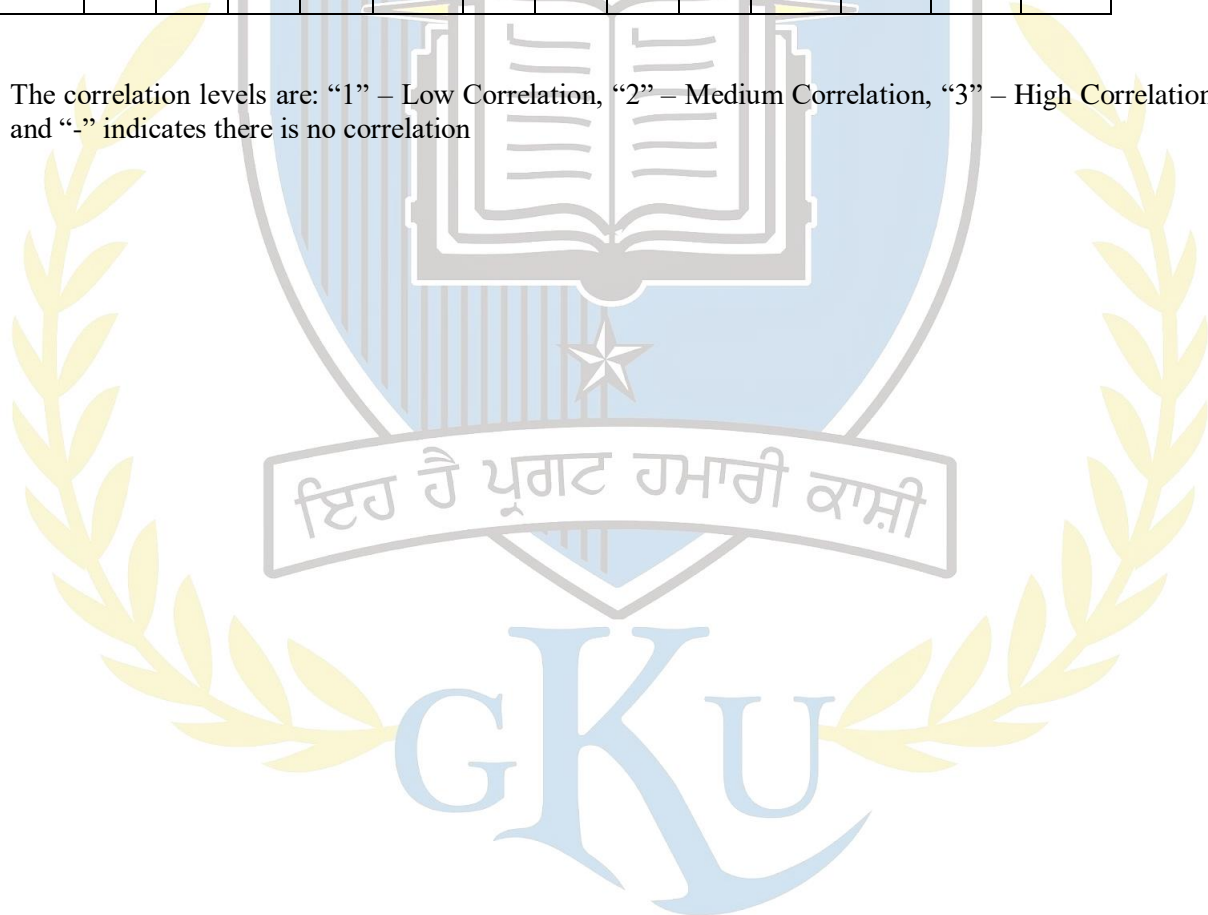 The correlation levels are: “1” – Low Correlation, “2” – Medium Correlation, “3” – High Correlation
and “-” indicates there is no correlation
ਇਹ ਹੈ ਪ੍ਰਗਟ ਹਮਾਰੀ ਕਾਸ਼ੀ
GKU